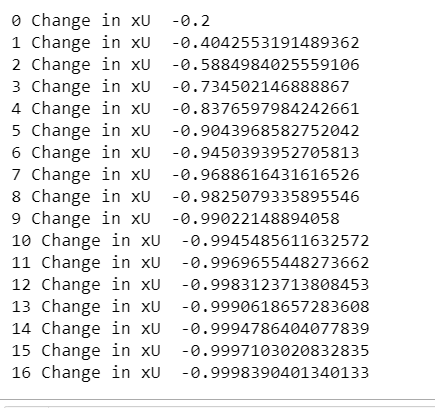 0 Change in xU  -0.2
1 Change in xU  -0.4042553191489362
2 Change in xU  -0.5884984025559106
3 Change in xU  -0.734502146888867
4 Change in xU  -0.8376597984242661
5 Change in xU  -0.9043968582752042
6 Change in xU  -0.9450393952705813
7 Change in xU  -0.9688616431616526
8 Change in xU  -0.9825079335895546
9 Change in xU  -0.99022148894058
10 Change in xU  -0.9945485611632572
11 Change in xU  -0.9969655448273662
12 Change in xU  -0.9983123713808453
13 Change in xU  -0.9990618657283608
14 Change in xU  -0.9994786404077839
15 Change in xU  -0.9997103020832835
16 Change in xU  -0.9998390401340133